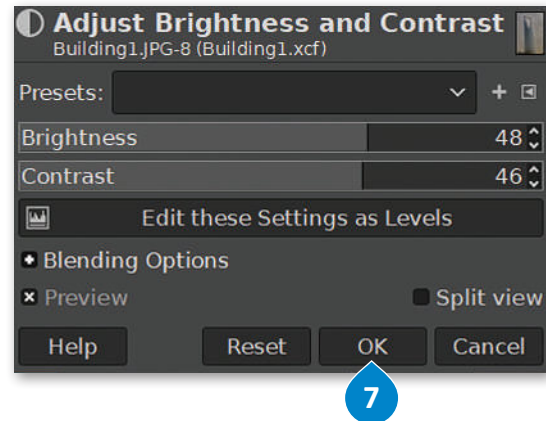 Adjust Brightness and Contrast
Building1.JPG-8 (Building1.xcf)
Presets:
Brightness 48
Contrast 46
Edit these Settings as Levels
Blending Options
Preview Split view
Help Reset OK Cancel
7